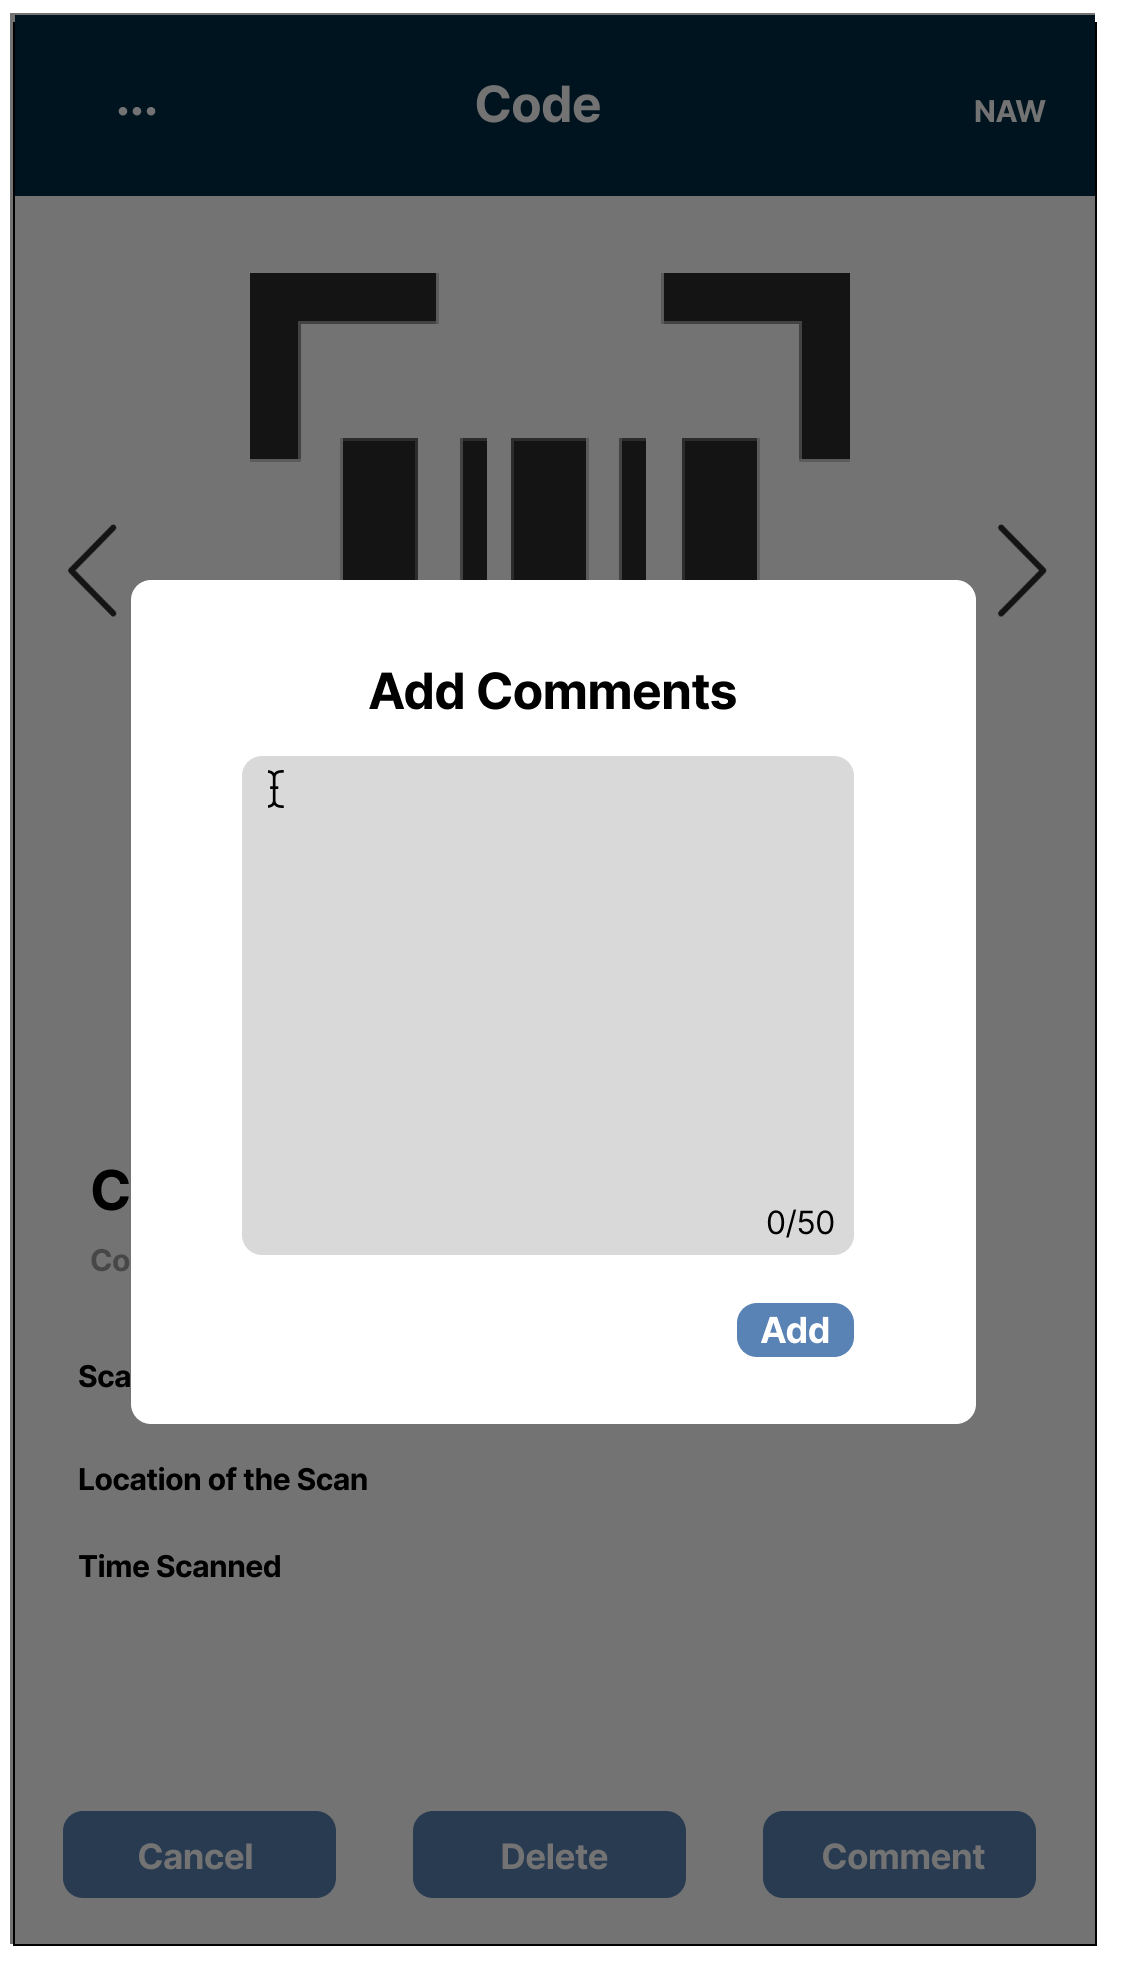 ... Code NAW
Add Comments
0/50
C
Co
Add
Sca
Location of the Scan
Time Scanned
Cancel Delete Comment